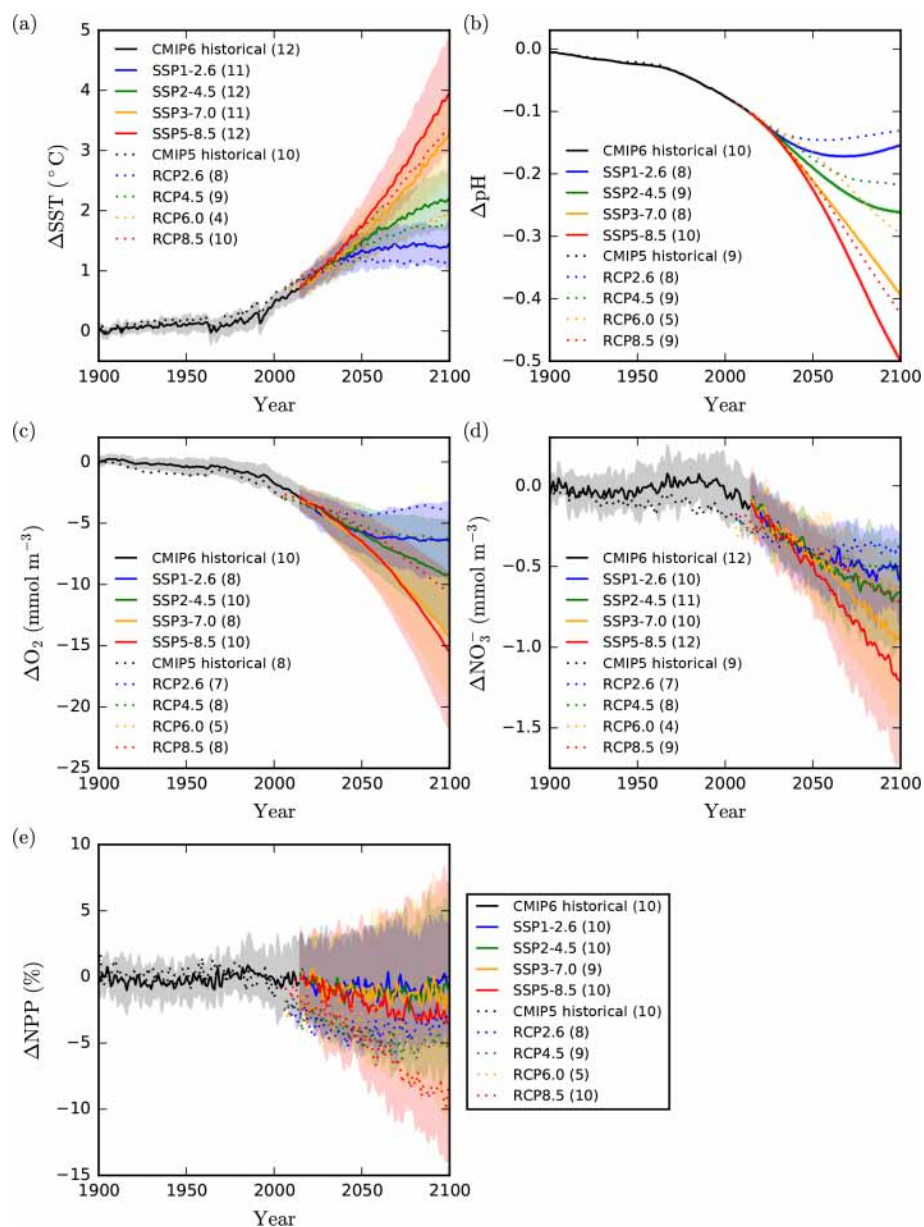 (a)
5
4
3
2
1
0
ΔSST (°C)
CMIP6 historical (12)
SSP1-2.6 (11)
SSP2-4.5 (12)
SSP3-7.0 (11)
SSP5-8.5 (12)
CMIP5 historical (10)
RCP2.6 (8)
RCP4.5 (9)
RCP6.0 (4)
RCP8.5 (10)
1900 1950 2000 2050 2100
Year
(b)
0.0
−0.1
−0.2
−0.3
−0.4
−0.5
ΔpH
CMIP6 historical (10)
SSP1-2.6 (8)
SSP2-4.5 (9)
SSP3-7.0 (8)
SSP5-8.5 (10)
CMIP5 historical (9)
RCP2.6 (8)
RCP4.5 (9)
RCP6.0 (5)
RCP8.5 (9)
1900 1950 2000 2050 2100
Year
(c)
0
−5
−10
−15
−20
−25
ΔO₂ (mmol m⁻³)
CMIP6 historical (10)
SSP1-2.6 (8)
SSP2-4.5 (10)
SSP3-7.0 (8)
SSP5-8.5 (10)
CMIP5 historical (8)
RCP2.6 (7)
RCP4.5 (8)
RCP6.0 (5)
RCP8.5 (8)
1900 1950 2000 2050 2100
Year
(d)
0.0
−0.5
−1.0
−1.5
ΔNO₃⁻ (mmol m⁻³)
CMIP6 historical (12)
SSP1-2.6 (10)
SSP2-4.5 (11)
SSP3-7.0 (10)
SSP5-8.5 (12)
CMIP5 historical (9)
RCP2.6 (7)
RCP4.5 (8)
RCP6.0 (4)
RCP8.5 (9)
1900 1950 2000 2050 2100
Year
(e)
10
5
0
−5
−10
−15
ΔNPP (%)
1900 1950 2000 2050 2100
Year
CMIP6 historical (10)
SSP1-2.6 (10)
SSP2-4.5 (10)
SSP3-7.0 (9)
SSP5-8.5 (10)
CMIP5 historical (10)
RCP2.6 (8)
RCP4.5 (9)
RCP6.0 (5)
RCP8.5 (10)